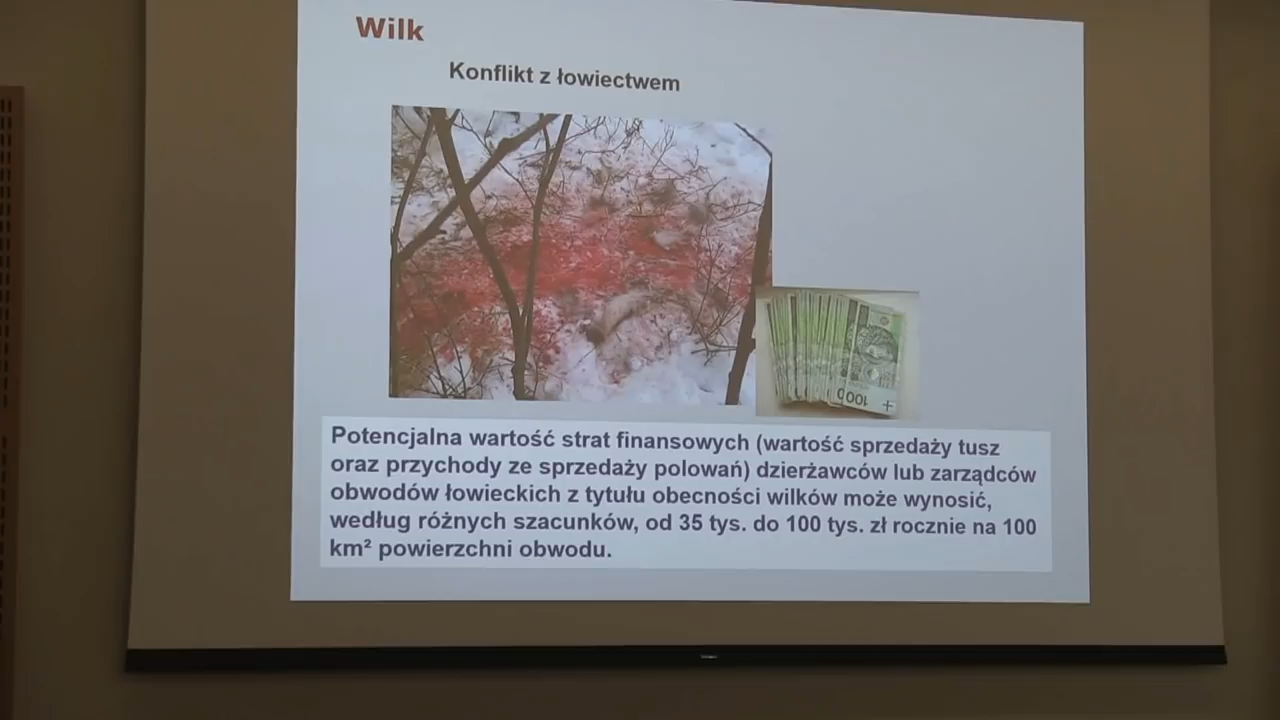 Wilk
Konflikt z łowiectwem
100
Potencjalna wartość strat finansowych (wartość sprzedaży tusz
oraz przychody ze sprzedaży polowań) dzierżawców lub zarządców
obwodów łowieckich z tytułu obecności wilków może wynosić,
według różnych szacunków, od 35 tys. do 100 tys. zł rocznie na 100
km² powierzchni obwodu.